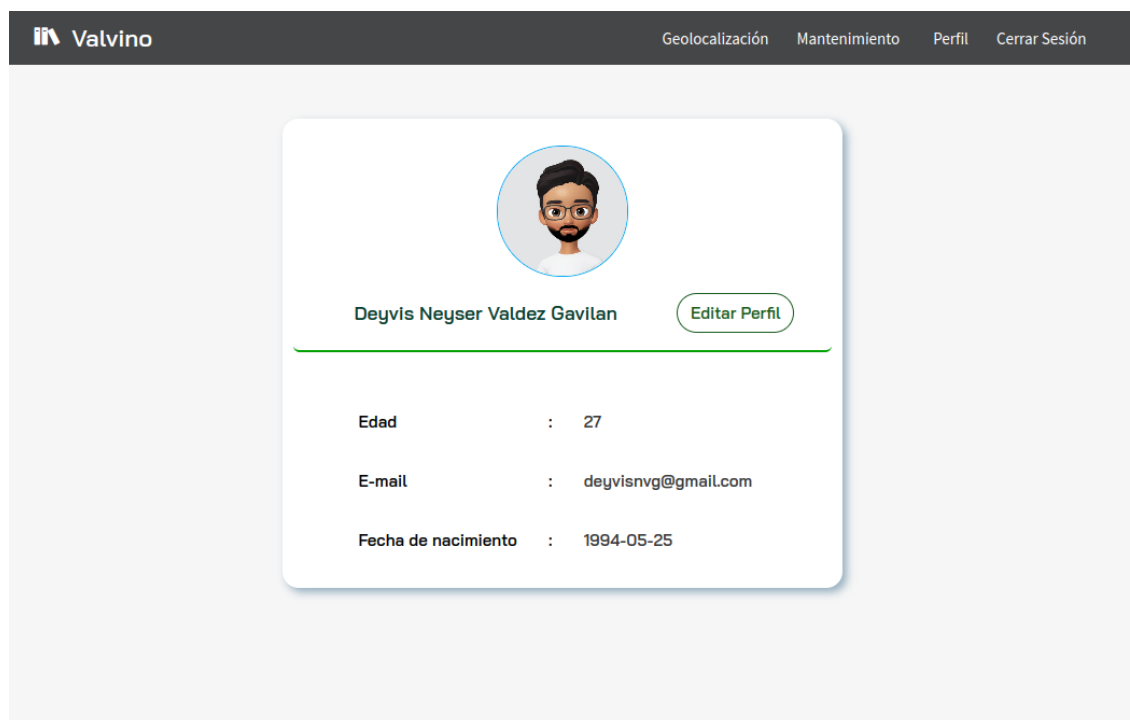 Valvino Geolocalización Mantenimiento Perfil Cerrar Sesión
Deyvis Neyser Valdez Gavilan Editar Perfil
Edad : 27
E-mail : deyvisnvg@gmail.com
Fecha de nacimiento : 1994-05-25